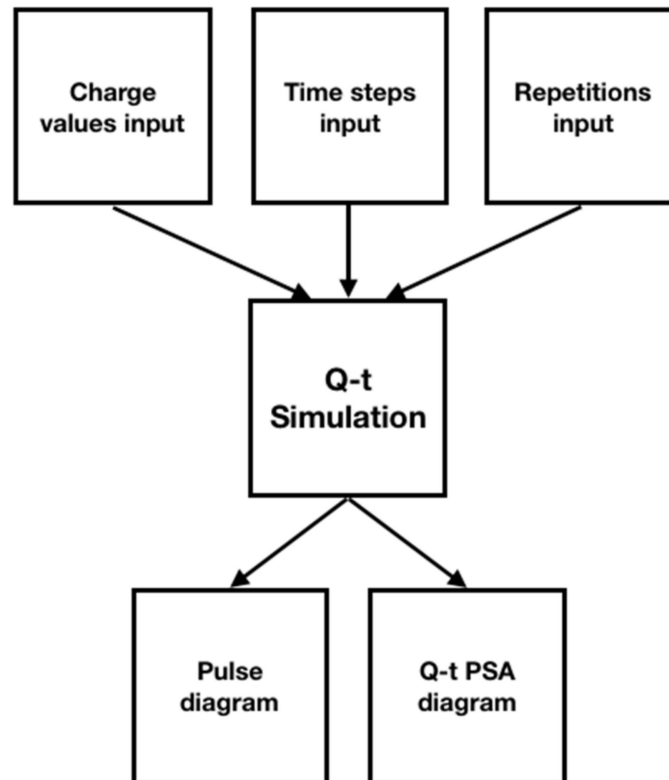 Charge
values input
Time steps
input
Repetitions
input
Q-t
Simulation
Pulse
diagram
Q-t PSA
diagram